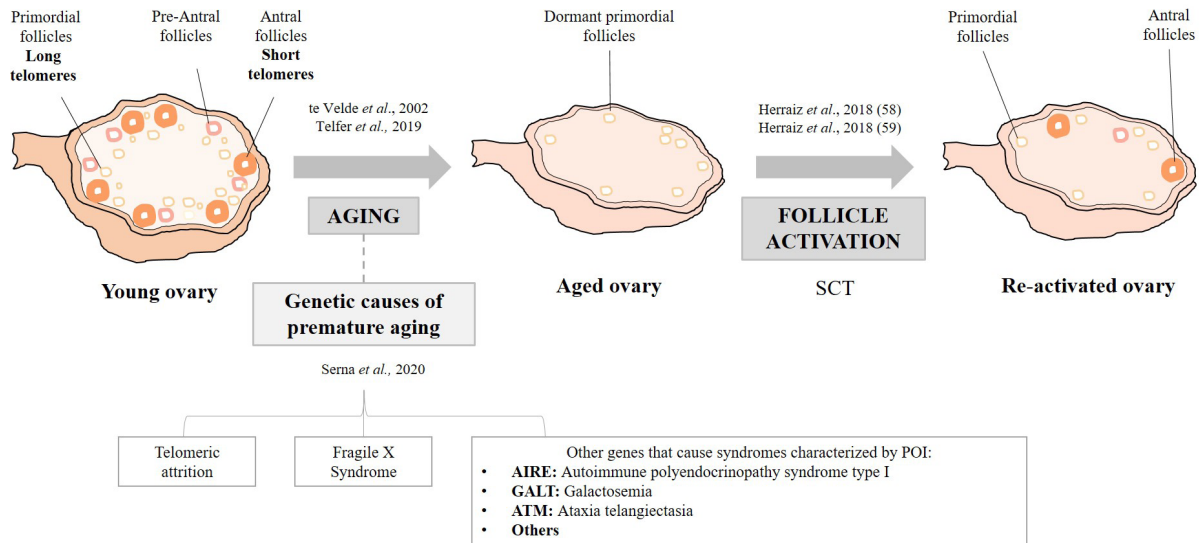 Primordial
follicles
Long
telomeres
Pre-Antral
follicles
Antral
follicles
Short
telomeres
te Velde et al., 2002
Telfer et al., 2019
AGING
Young ovary
Genetic causes of
premature aging
Serna et al., 2020
Telomeric
attrition
Fragile X
Syndrome
Other genes that cause syndromes characterized by POI:
• AIRE: Autoimmune polyendocrinopathy syndrome type I
• GALT: Galactosemia
• ATM: Ataxia telangiectasia
• Others
Dormant primordial
follicles
Aged ovary
Herraiz et al., 2018 (58)
Herraiz et al., 2018 (59)
FOLLICLE
ACTIVATION
SCT
Primordial
follicles
Antral
follicles
Re-activated ovary